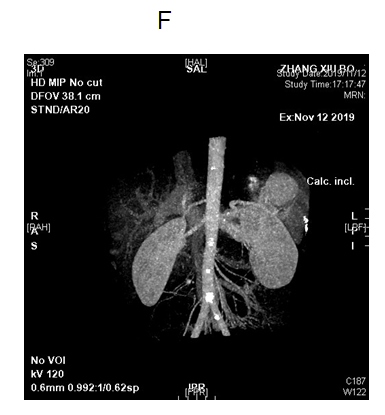 F
Se:309
3D
Im:1
HD MIP No cut
DFOV 38.1 cm
STND/AR20
[HAL]
SAL
ZHANG XIU BO
Study Date:2019/11/12
Study Time:17:17:47
MRN:
Ex:Nov 12 2019
Calc. incl.
R
[RAH]
A
S
L
[LPF]
P
I
No VOI
kV 120
0.6mm 0.992:1/0.62sp
IPR
[FPR]
C187
W122